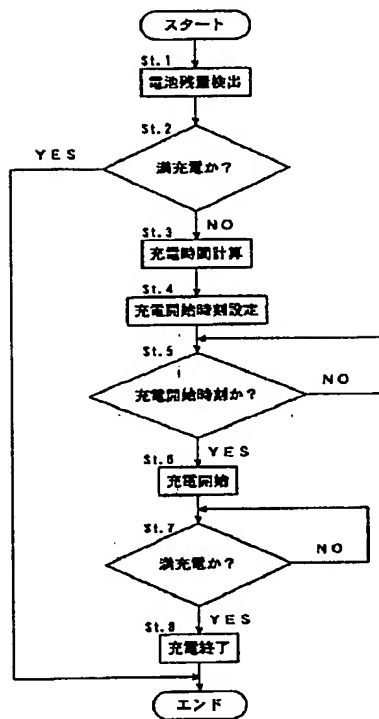 スタート
St.1
電池残量検出
St.2
YES
満充電か?
NO
St.3
充電時間計算
St.4
充電開始時刻設定
St.5
充電開始時刻か?
NO
YES
St.6
充電開始
St.7
満充電か?
NO
YES
St.8
充電終了
エンド